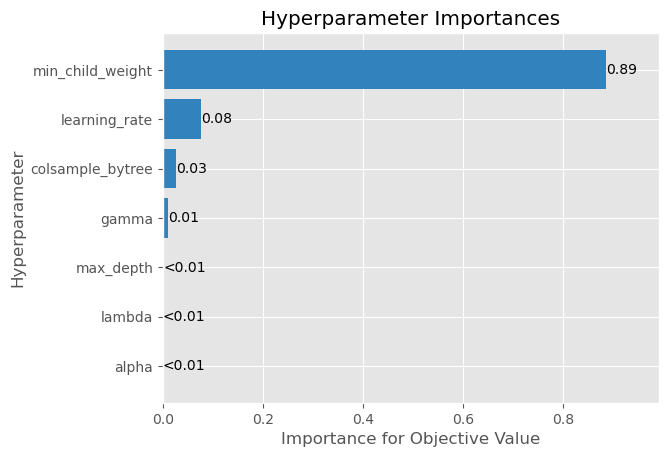 Hyperparameter Importances
Hyperparameter
min_child_weight 0.89
learning_rate 0.08
colsample_bytree 0.03
gamma 0.01
max_depth <0.01
lambda <0.01
alpha <0.01
0.0 0.2 0.4 0.6 0.8
Importance for Objective Value